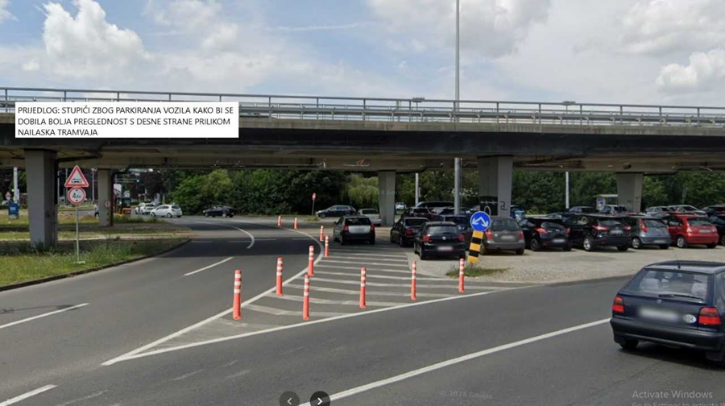 PRIJEDLOG: STUPIĆI ZBOG PARKIRANJA VOZILA KAKO BI SE
DOBILA BOLJA PREGLEDNOST S DESNE STRANE PRILIKOM
NAILASKA TRAMVAJA
Activate Windows